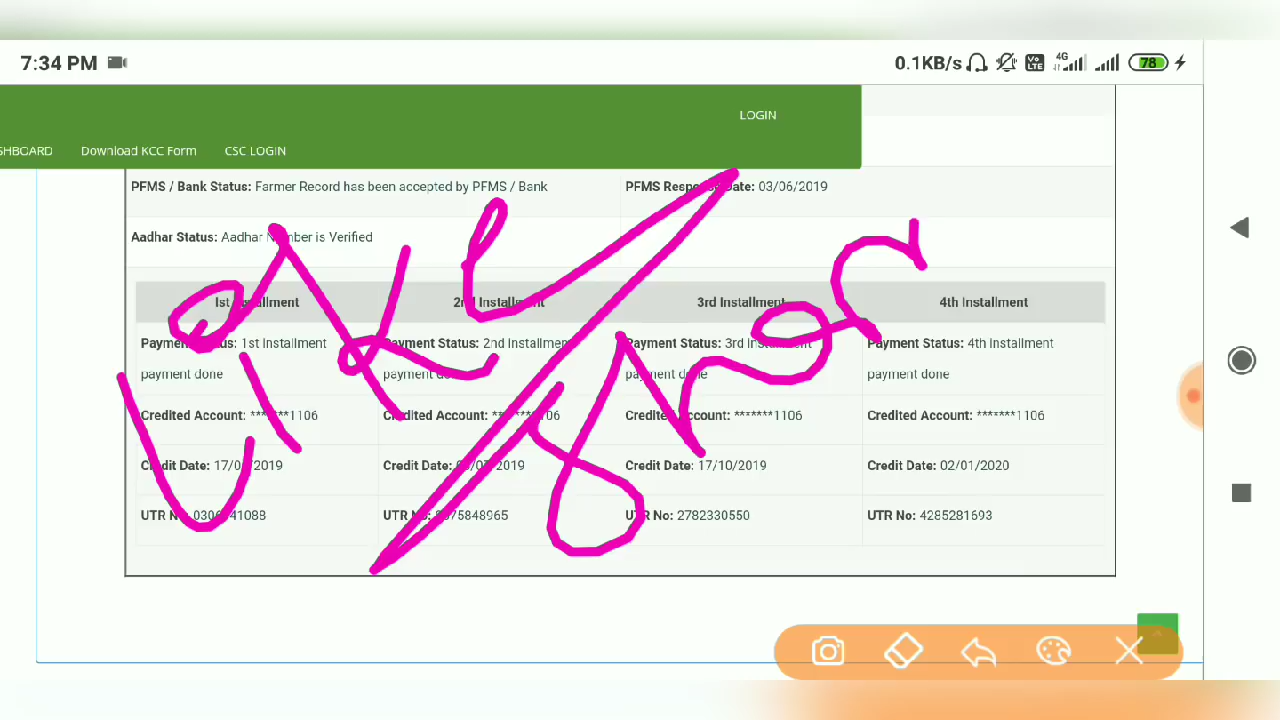 7:34 PM 0.1KB/s Vo LTE 4G 78
LOGIN
SHBOARD Download KCC Form CSC LOGIN
PFMS / Bank Status: Farmer Record has been accepted by PFMS / Bank PFMS Response Date: 03/06/2019
Aadhar Status: Aadhar Number is Verified
1st Installment 2nd Installment 3rd Installment 4th Installment
Payment Status: 1st Installment Payment Status: 2nd Installment Payment Status: 3rd Installment Payment Status: 4th Installment
payment done payment done payment done payment done
Credited Account: *******1106 Credited Account: *******1106 Credited Account: *******1106 Credited Account: *******1106
Credit Date: Credit Date: Credit Date: 17/10/2019 Credit Date: 02/01/2020
UTR No: UTR No: UTR No: 2782330550 UTR No: 4285281693